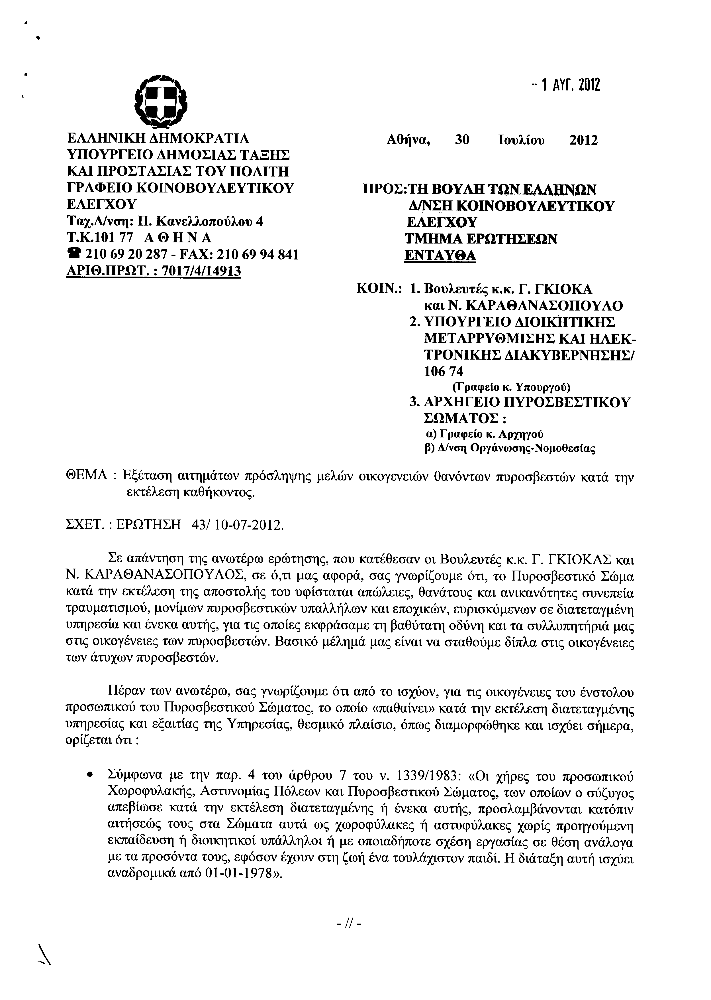 - 1 ΑΥΓ. 2012
ΕΛΛΗΝΙΚΗ ΔΗΜΟΚΡΑΤΙΑ
ΥΠΟΥΡΓΕΙΟ ΔΗΜΟΣΙΑΣ ΤΑΞΗΣ
ΚΑΙ ΠΡΟΣΤΑΣΙΑΣ ΤΟΥ ΠΟΛΙΤΗ
ΓΡΑΦΕΙΟ ΚΟΙΝΟΒΟΥΛΕΥΤΙΚΟΥ
ΕΛΕΓΧΟΥ
Ταχ.Δ/νση: Π. Κανελλοπούλου 4
Τ.Κ.101 77 Α Θ Η Ν Α
☎ 210 69 20 287 - FAX: 210 69 94 841
ΑΡΙΘ.ΠΡΩΤ. : 7017/4/14913
Αθήνα, 30 Ιουλίου 2012
ΠΡΟΣ:ΤΗ ΒΟΥΛΗ ΤΩΝ ΕΛΛΗΝΩΝ
Δ/ΝΣΗ ΚΟΙΝΟΒΟΥΛΕΥΤΙΚΟΥ
ΕΛΕΓΧΟΥ
ΤΜΗΜΑ ΕΡΩΤΗΣΕΩΝ
ΕΝΤΑΥΘΑ
ΚΟΙΝ.: 1. Βουλευτές κ.κ. Γ. ΓΚΙΟΚΑ
και Ν. ΚΑΡΑΘΑΝΑΣΟΠΟΥΛΟ
2. ΥΠΟΥΡΓΕΙΟ ΔΙΟΙΚΗΤΙΚΗΣ
ΜΕΤΑΡΡΥΘΜΙΣΗΣ ΚΑΙ ΗΛΕΚ-
ΤΡΟΝΙΚΗΣ ΔΙΑΚΥΒΕΡΝΗΣΗΣ/
106 74
(Γραφείο κ. Υπουργού)
3. ΑΡΧΗΓΕΙΟ ΠΥΡΟΣΒΕΣΤΙΚΟΥ
ΣΩΜΑΤΟΣ :
α) Γραφείο κ. Αρχηγού
β) Δ/νση Οργάνωσης-Νομοθεσίας
ΘΕΜΑ : Εξέταση αιτημάτων πρόσληψης μελών οικογενειών θανόντων πυροσβεστών κατά την
εκτέλεση καθήκοντος.
ΣΧΕΤ. : ΕΡΩΤΗΣΗ 43/ 10-07-2012.
Σε απάντηση της ανωτέρω ερώτησης, που κατέθεσαν οι Βουλευτές κ.κ. Γ. ΓΚΙΟΚΑΣ και
Ν. ΚΑΡΑΘΑΝΑΣΟΠΟΥΛΟΣ, σε ό,τι μας αφορά, σας γνωρίζουμε ότι, το Πυροσβεστικό Σώμα
κατά την εκτέλεση της αποστολής του υφίσταται απώλειες, θανάτους και ανικανότητες συνεπεία
τραυματισμού, μονίμων πυροσβεστικών υπαλλήλων και εποχικών, ευρισκόμενων σε διατεταγμένη
υπηρεσία και ένεκα αυτής, για τις οποίες εκφράσαμε τη βαθύτατη οδύνη και τα συλλυπητήριά μας
στις οικογένειες των πυροσβεστών. Βασικό μέλημά μας είναι να σταθούμε δίπλα στις οικογένειες
των άτυχων πυροσβεστών.
Πέραν των ανωτέρω, σας γνωρίζουμε ότι από το ισχύον, για τις οικογένειες του ένστολου
προσωπικού του Πυροσβεστικού Σώματος, το οποίο «παθαίνει» κατά την εκτέλεση διατεταγμένης
υπηρεσίας και εξαιτίας της Υπηρεσίας, θεσμικό πλαίσιο, όπως διαμορφώθηκε και ισχύει σήμερα,
ορίζεται ότι :
• Σύμφωνα με την παρ. 4 του άρθρου 7 του ν. 1339/1983: «Οι χήρες του προσωπικού
Χωροφυλακής, Αστυνομίας Πόλεων και Πυροσβεστικού Σώματος, των οποίων ο σύζυγος
απεβίωσε κατά την εκτέλεση διατεταγμένης ή ένεκα αυτής, προσλαμβάνονται κατόπιν
αιτήσεώς τους στα Σώματα αυτά ως χωροφύλακες ή αστυφύλακες χωρίς προηγούμενη
εκπαίδευση ή διοικητικοί υπάλληλοι ή με οποιαδήποτε σχέση εργασίας σε θέση ανάλογα
με τα προσόντα τους, εφόσον έχουν στη ζωή ένα τουλάχιστον παιδί. Η διάταξη αυτή ισχύει
αναδρομικά από 01-01-1978».
- // -